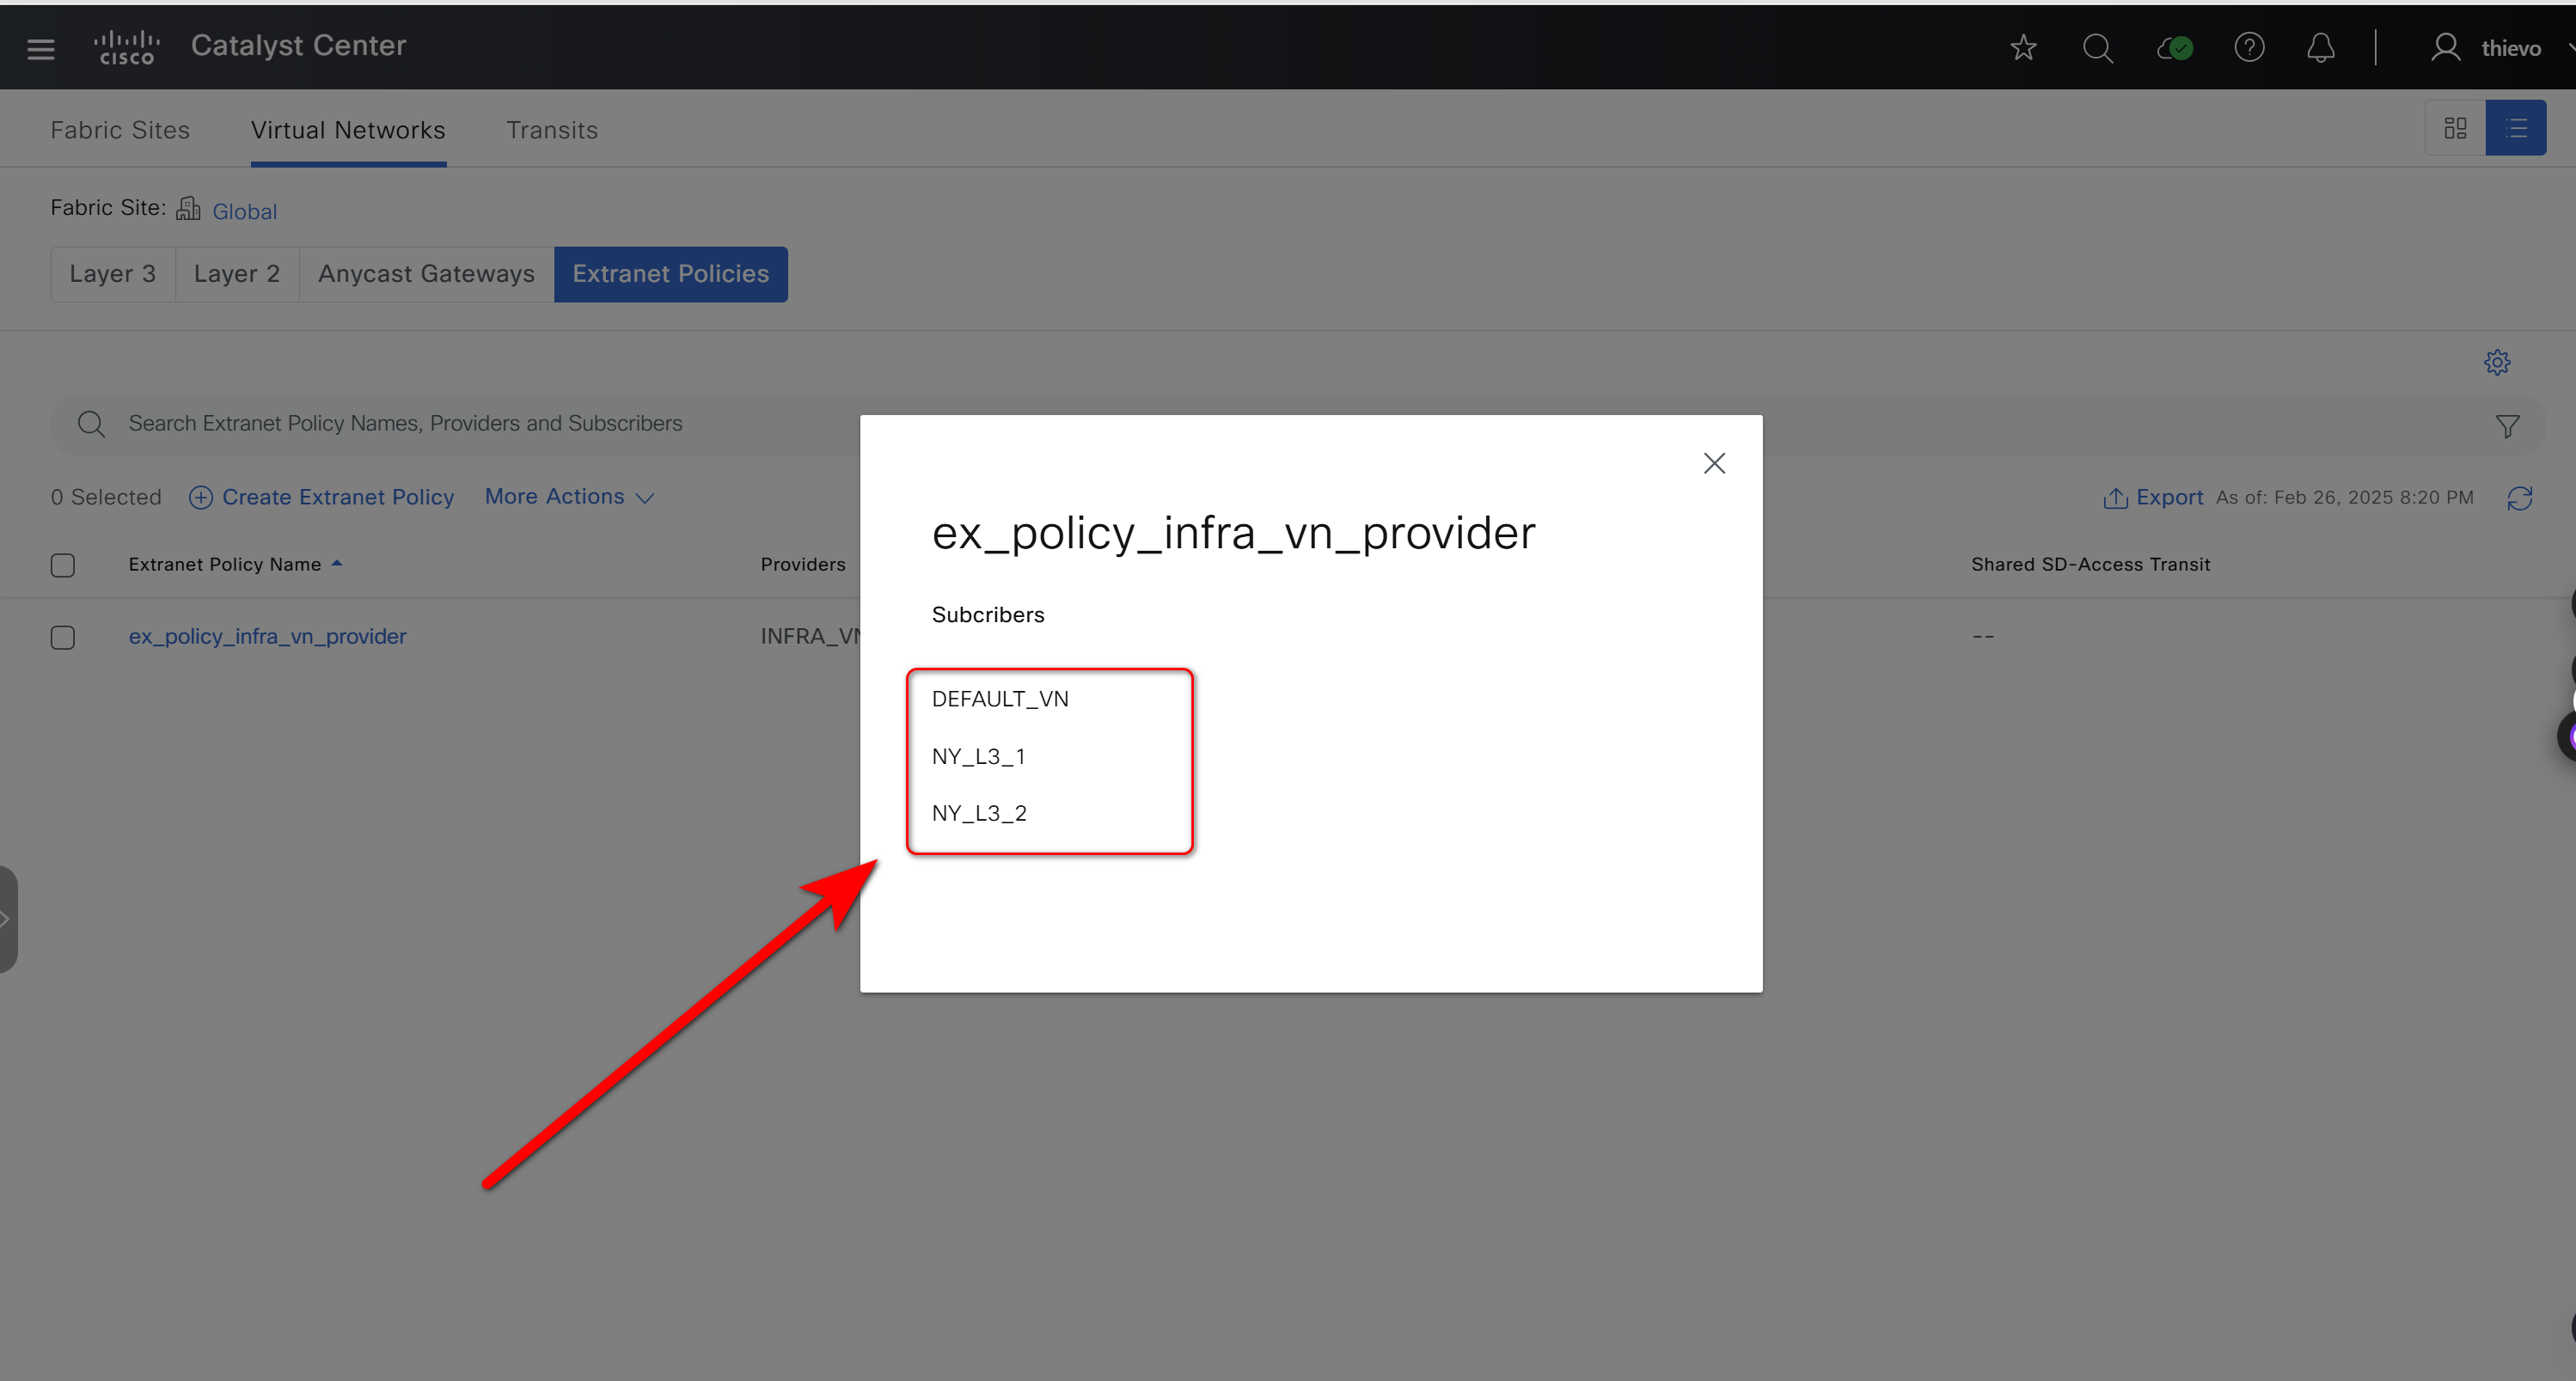 CISCO Catalyst Center thievo
Fabric Sites Virtual Networks Transits
Fabric Site: Global
Layer 3 Layer 2 Anycast Gateways Extranet Policies
Search Extranet Policy Names, Providers and Subscribers
0 Selected Create Extranet Policy More Actions Export As of: Feb 26, 2025 8:20 PM
Extranet Policy Name Providers Shared SD-Access Transit
ex_policy_infra_vn_provider INFRA_VN --
ex_policy_infra_vn_provider
Subcribers
DEFAULT_VN
NY_L3_1
NY_L3_2